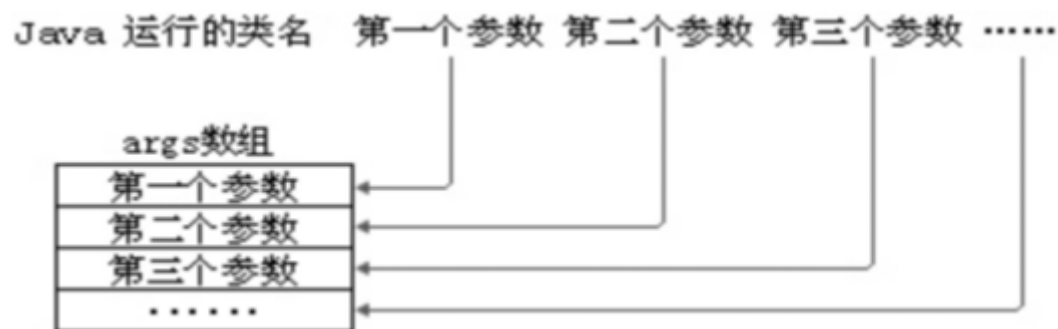 Java 运行的类名 第一个参数 第二个参数 第三个参数 ……
args数组
第一个参数
第二个参数
第三个参数
……